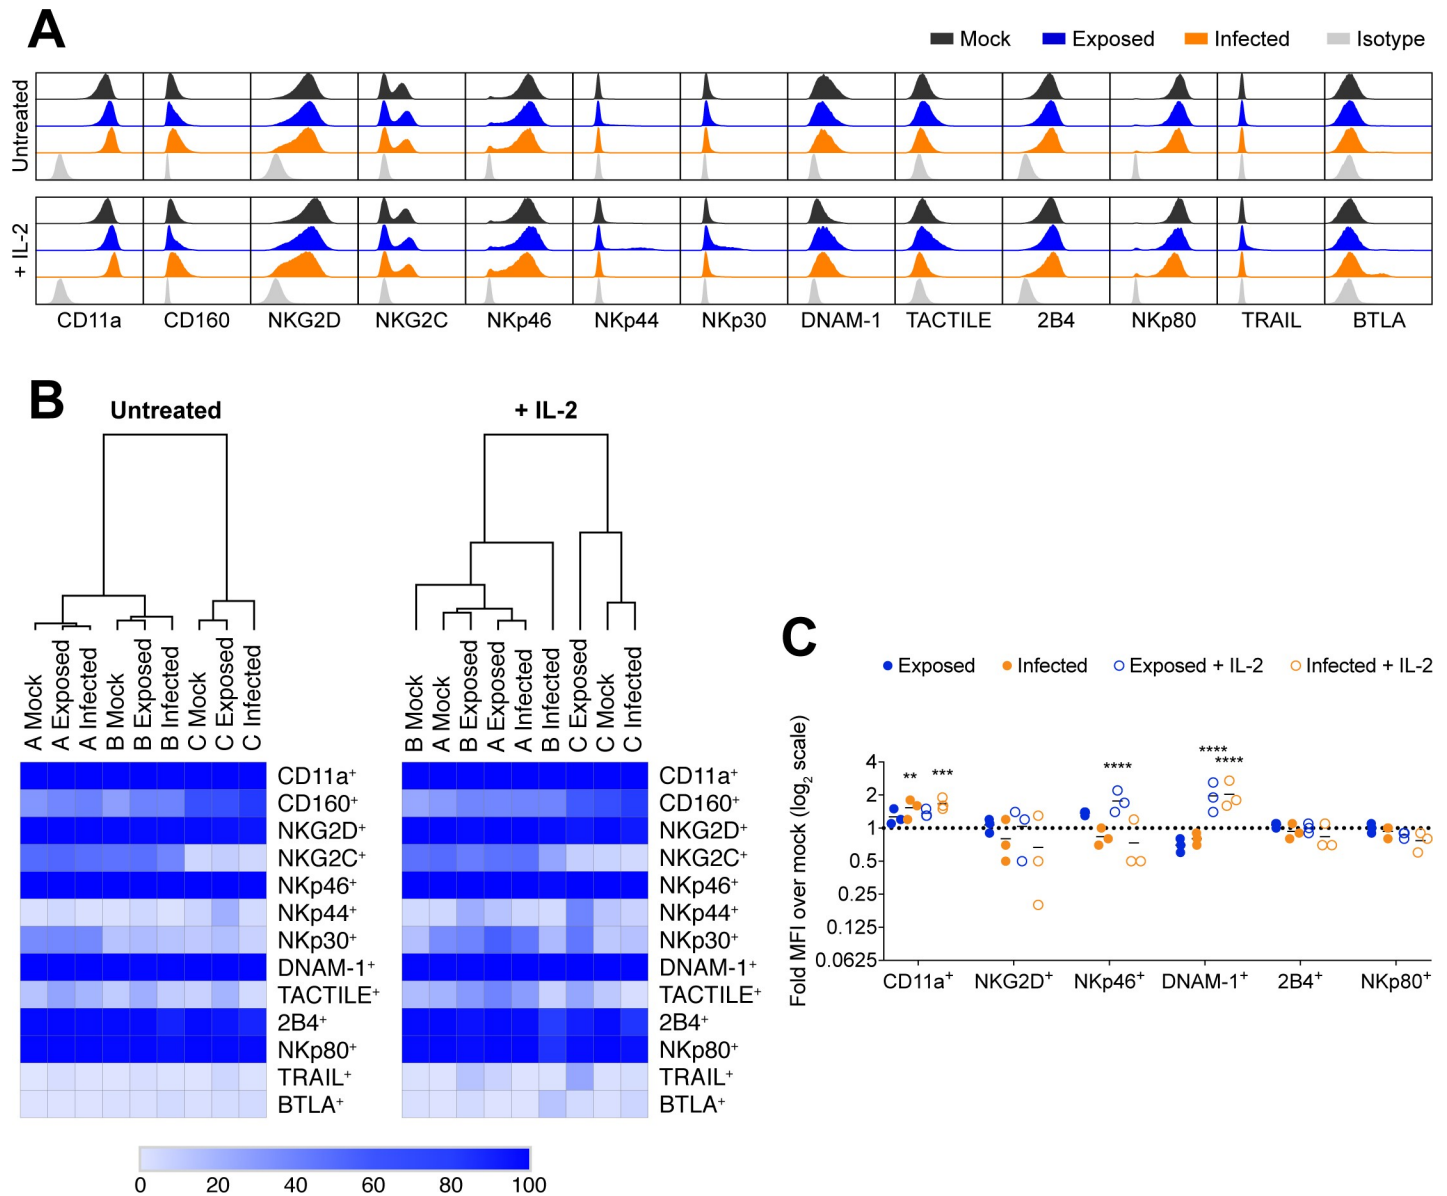 A
Mock Exposed Infected Isotype
Untreated
+ IL-2
CD11a CD160 NKG2D NKG2C NKp46 NKp44 NKp30 DNAM-1 TACTILE 2B4 NKp80 TRAIL BTLA
B
Untreated + IL-2
A Mock A Exposed A Infected B Mock B Exposed B Infected C Mock C Exposed C Infected
B Mock A Mock B Exposed A Exposed A Infected B Infected C Exposed C Mock C Infected
CD11a⁺ CD11a⁺
CD160⁺ CD160⁺
NKG2D⁺ NKG2D⁺
NKG2C⁺ NKG2C⁺
NKp46⁺ NKp46⁺
NKp44⁺ NKp44⁺
NKp30⁺ NKp30⁺
DNAM-1⁺ DNAM-1⁺
TACTILE⁺ TACTILE⁺
2B4⁺ 2B4⁺
NKp80⁺ NKp80⁺
TRAIL⁺ TRAIL⁺
BTLA⁺ BTLA⁺
0 20 40 60 80 100
C
Exposed Infected Exposed + IL-2 Infected + IL-2
Fold MFI over mock (log₂ scale)
4
2
1
0.5
0.25
0.125
0.0625
** *** **** **** ****
CD11a⁺ NKG2D⁺ NKp46⁺ DNAM-1⁺ 2B4⁺ NKp80⁺